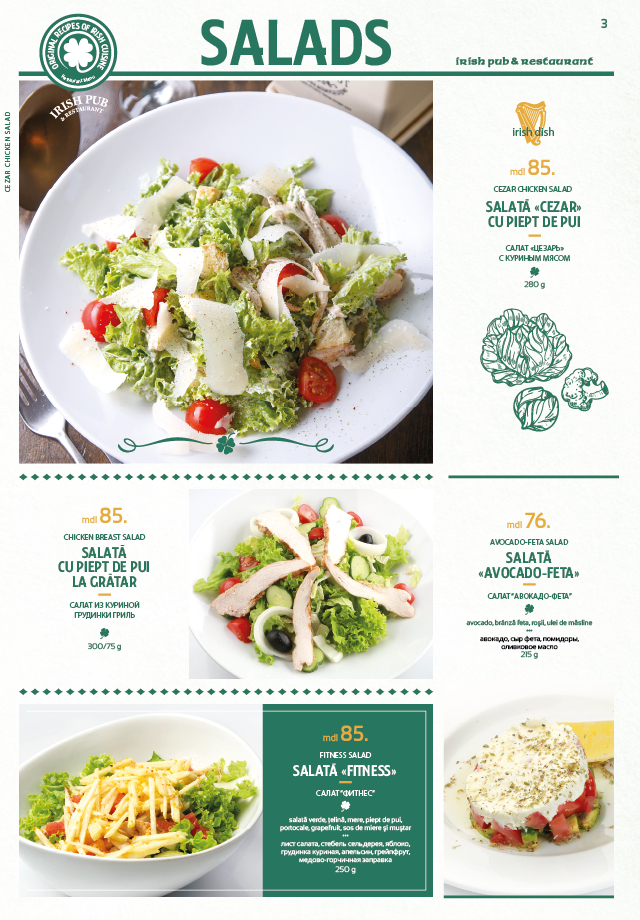 ORIGINAL RECIPES OF IRISH CUISINE
Restaurant Menu
SALADS
3
irish pub & restaurant
IRISH PUB
& RESTAURANT
CEZAR CHICKEN SALAD
irish dish
mdl 85.
CEZAR CHICKEN SALAD
SALATĂ «CEZAR»
CU PIEPT DE PUI
САЛАТ «ЦЕЗАРЬ»
С КУРИНЫМ МЯСОМ
280 g
mdl 85.
CHICKEN BREAST SALAD
SALATĂ
CU PIEPT DE PUI
LA GRĂTAR
САЛАТ ИЗ КУРИНОЙ
ГРУДИНКИ ГРИЛЬ
300/75 g
mdl 76.
AVOCADO-FETA SALAD
SALATĂ
«AVOCADO-FETA»
САЛАТ "АВОКАДО-ФЕТА"
avocado, brânză feta, roșii, ulei de măsline
***
авокадо, сыр фета, помидоры,
оливковое масло
215 g
mdl 85.
FITNESS SALAD
SALATĂ «FITNESS»
САЛАТ "ФИТНЕС"
salată verde, țelină, mere, piept de pui,
portocale, grapefruit, sos de miere și muștar
***
лист салата, стебель сельдерея, яблоко,
грудинка куриная, апельсин, грейпфрут,
медово-горчичная заправка
250 g